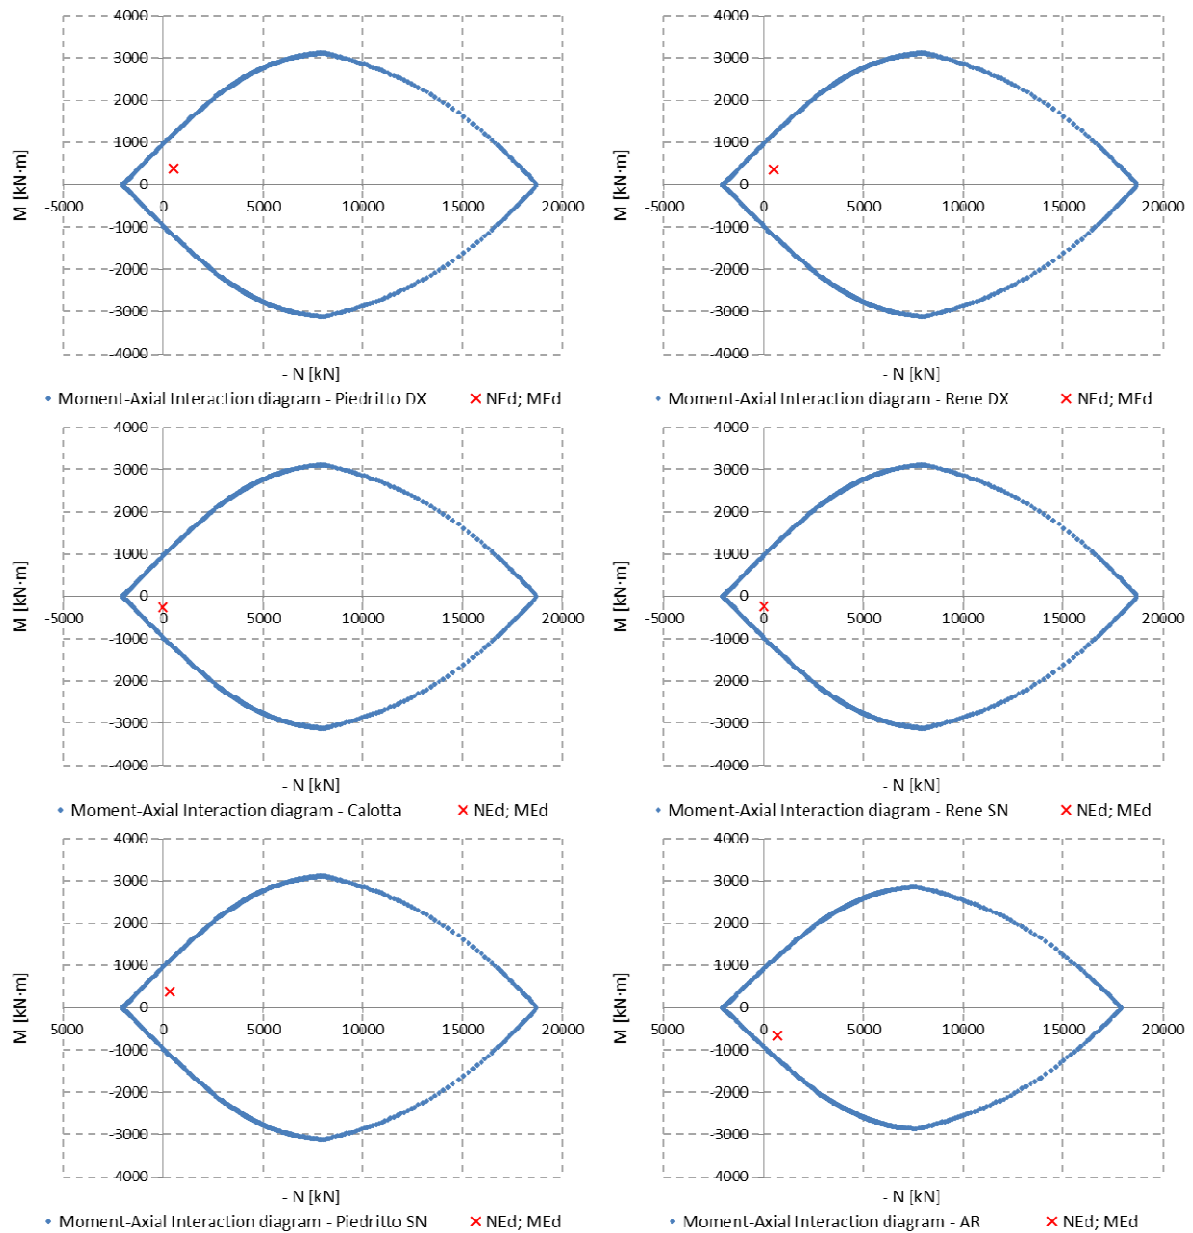 4000
3000
2000
1000
0
-5000 0 5000 10000 15000 20000
-1000
-2000
-3000
-4000
M [kN·m]
- N [kN]
Moment-Axial Interaction diagram - Piedritto DX NEd; MEd
4000
3000
2000
1000
0
-5000 0 5000 10000 15000 20000
-1000
-2000
-3000
-4000
M [kN·m]
- N [kN]
Moment-Axial Interaction diagram - Rene DX NEd; MEd
4000
3000
2000
1000
0
-5000 0 5000 10000 15000 20000
-1000
-2000
-3000
-4000
M [kN·m]
- N [kN]
Moment-Axial Interaction diagram - Calotta NEd; MEd
4000
3000
2000
1000
0
-5000 0 5000 10000 15000 20000
-1000
-2000
-3000
-4000
M [kN·m]
- N [kN]
Moment-Axial Interaction diagram - Rene SN NEd; MEd
4000
3000
2000
1000
0
-5000 0 5000 10000 15000 20000
-1000
-2000
-3000
-4000
M [kN·m]
- N [kN]
Moment-Axial Interaction diagram - Piedritto SN NEd; MEd
4000
3000
2000
1000
0
-5000 0 5000 10000 15000 20000
-1000
-2000
-3000
-4000
M [kN·m]
- N [kN]
Moment-Axial Interaction diagram - AR NEd; MEd